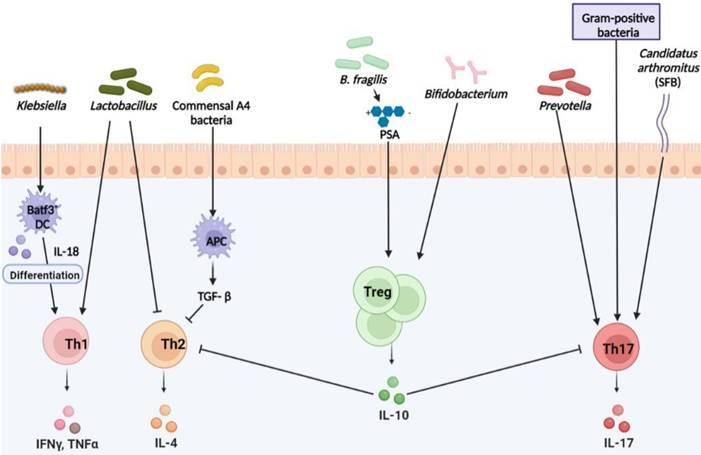 Gram-positive
bacteria
Candidatus
arthromitus
(SFB)
Klebsiella
Lactobacillus
Commensal A4
bacteria
B. fragilis
Bifidobacterium
Prevotella
+
-
PSA
Batf3+
DC
IL-18
Differentiation
APC
TGF- β
Treg
Th1
Th2
Th17
IL-10
IFNγ, TNFα
IL-4
IL-17